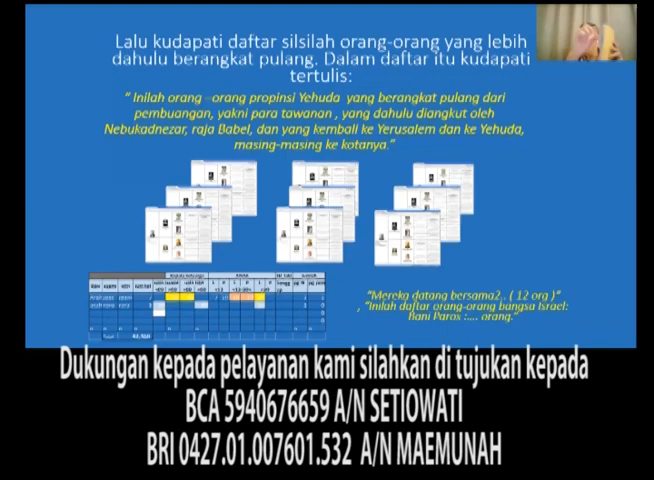 Lalu kudapati daftar silsilah orang-orang yang lebih
dahulu berangkat pulang. Dalam daftar itu kudapati
tertulis:
" Inilah orang -orang propinsi Yehuda yang berangkat pulang dari
pembuangan, yakni para tawanan , yang dahulu diangkut oleh
Nebukadnezar, raja Babel, dan yang kembali ke Yerusalem dan ke Yehuda,
masing-masing ke kotanya."
"Mereka datang bersama2.. ( 12 org )"
, "Inilah daftar orang-orang bangsa Israel:
Bani Paros :.... orang."
Dukungan kepada pelayanan kami silahkan di tujukan kepada
BCA 5940676659 A/N SETIOWATI
BRI 0427.01.007601.532 A/N MAEMUNAH